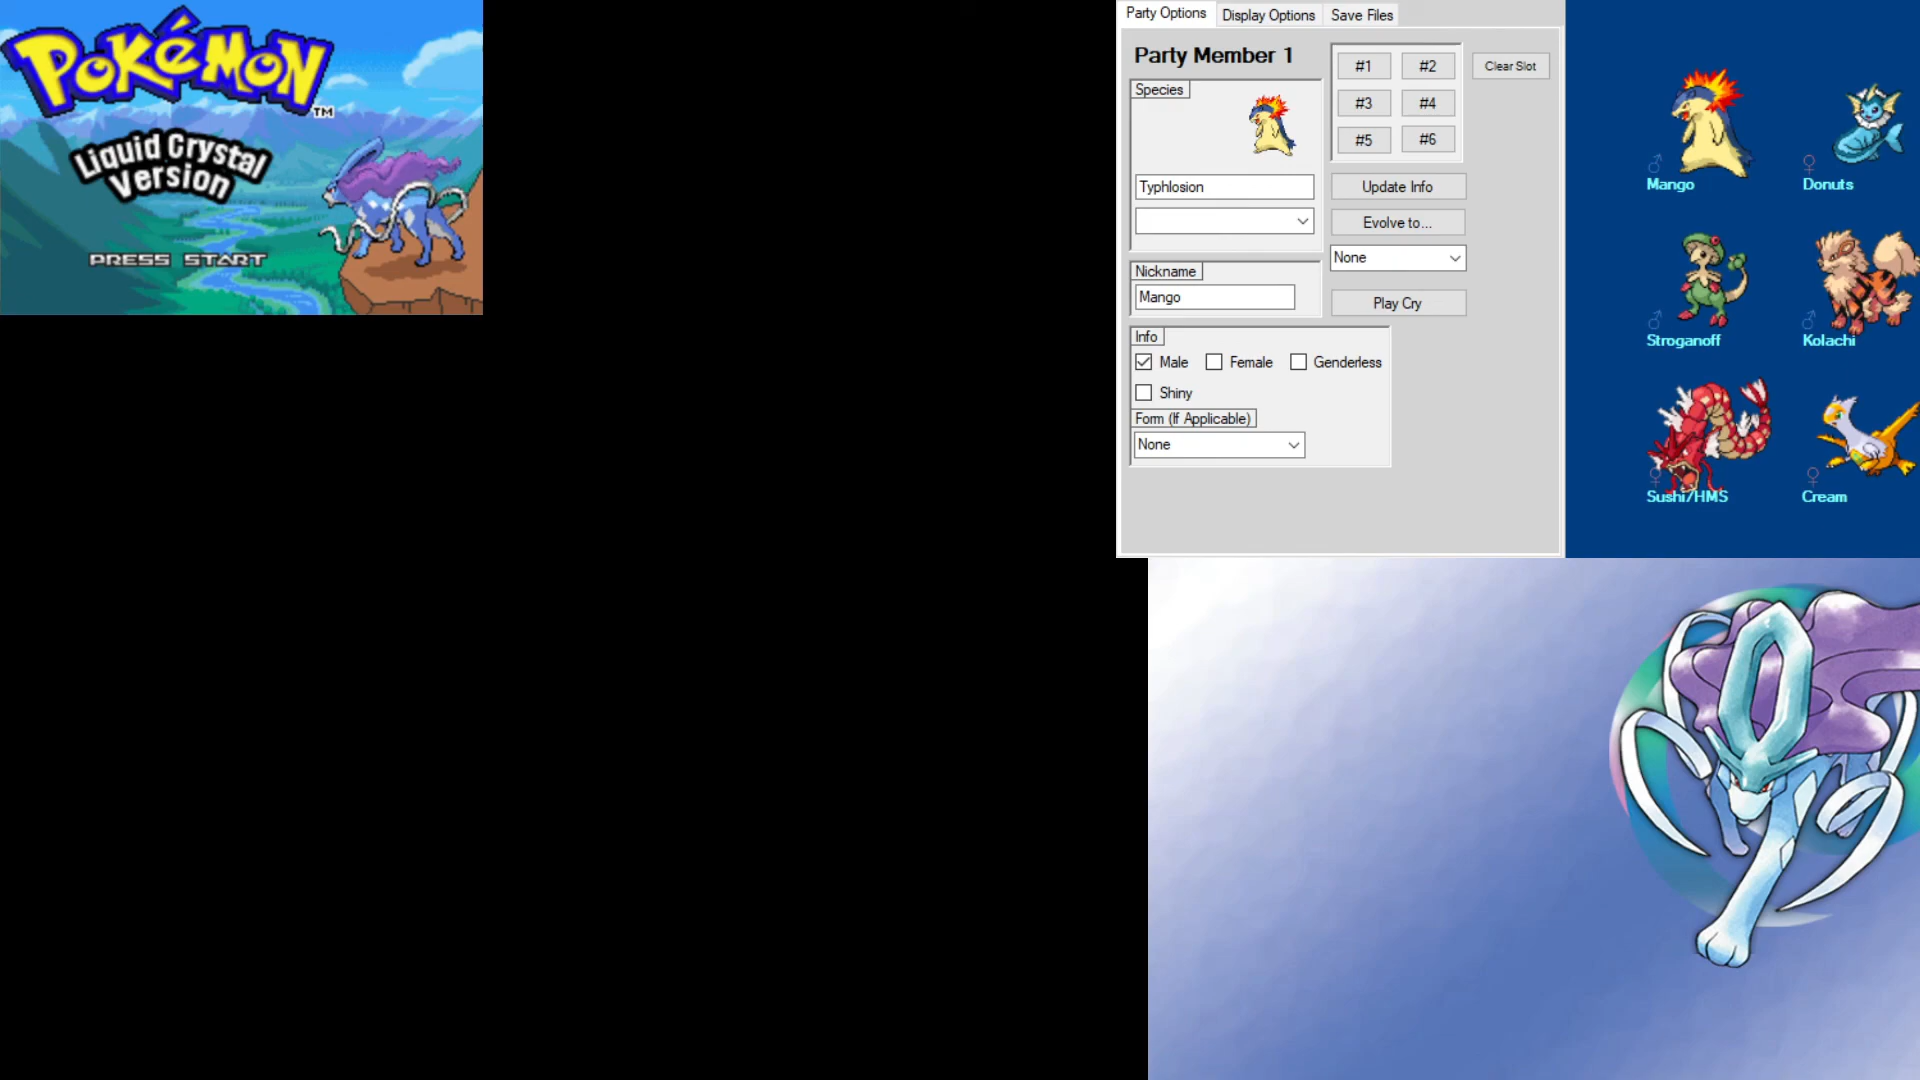 POKéMON
TM
Liquid Crystal
Version
PRESS START
Party Options
Display Options
Save Files
Party Member 1
Species
Typhlosion
Nickname
Mango
#1
#2
#3
#4
#5
#6
Clear Slot
Update Info
Evolve to...
None
Play Cry
Info
Male
Female
Genderless
Shiny
Form (If Applicable)
None
Mango
Donuts
Stroganoff
Kolachi
Sushi/HMS
Cream